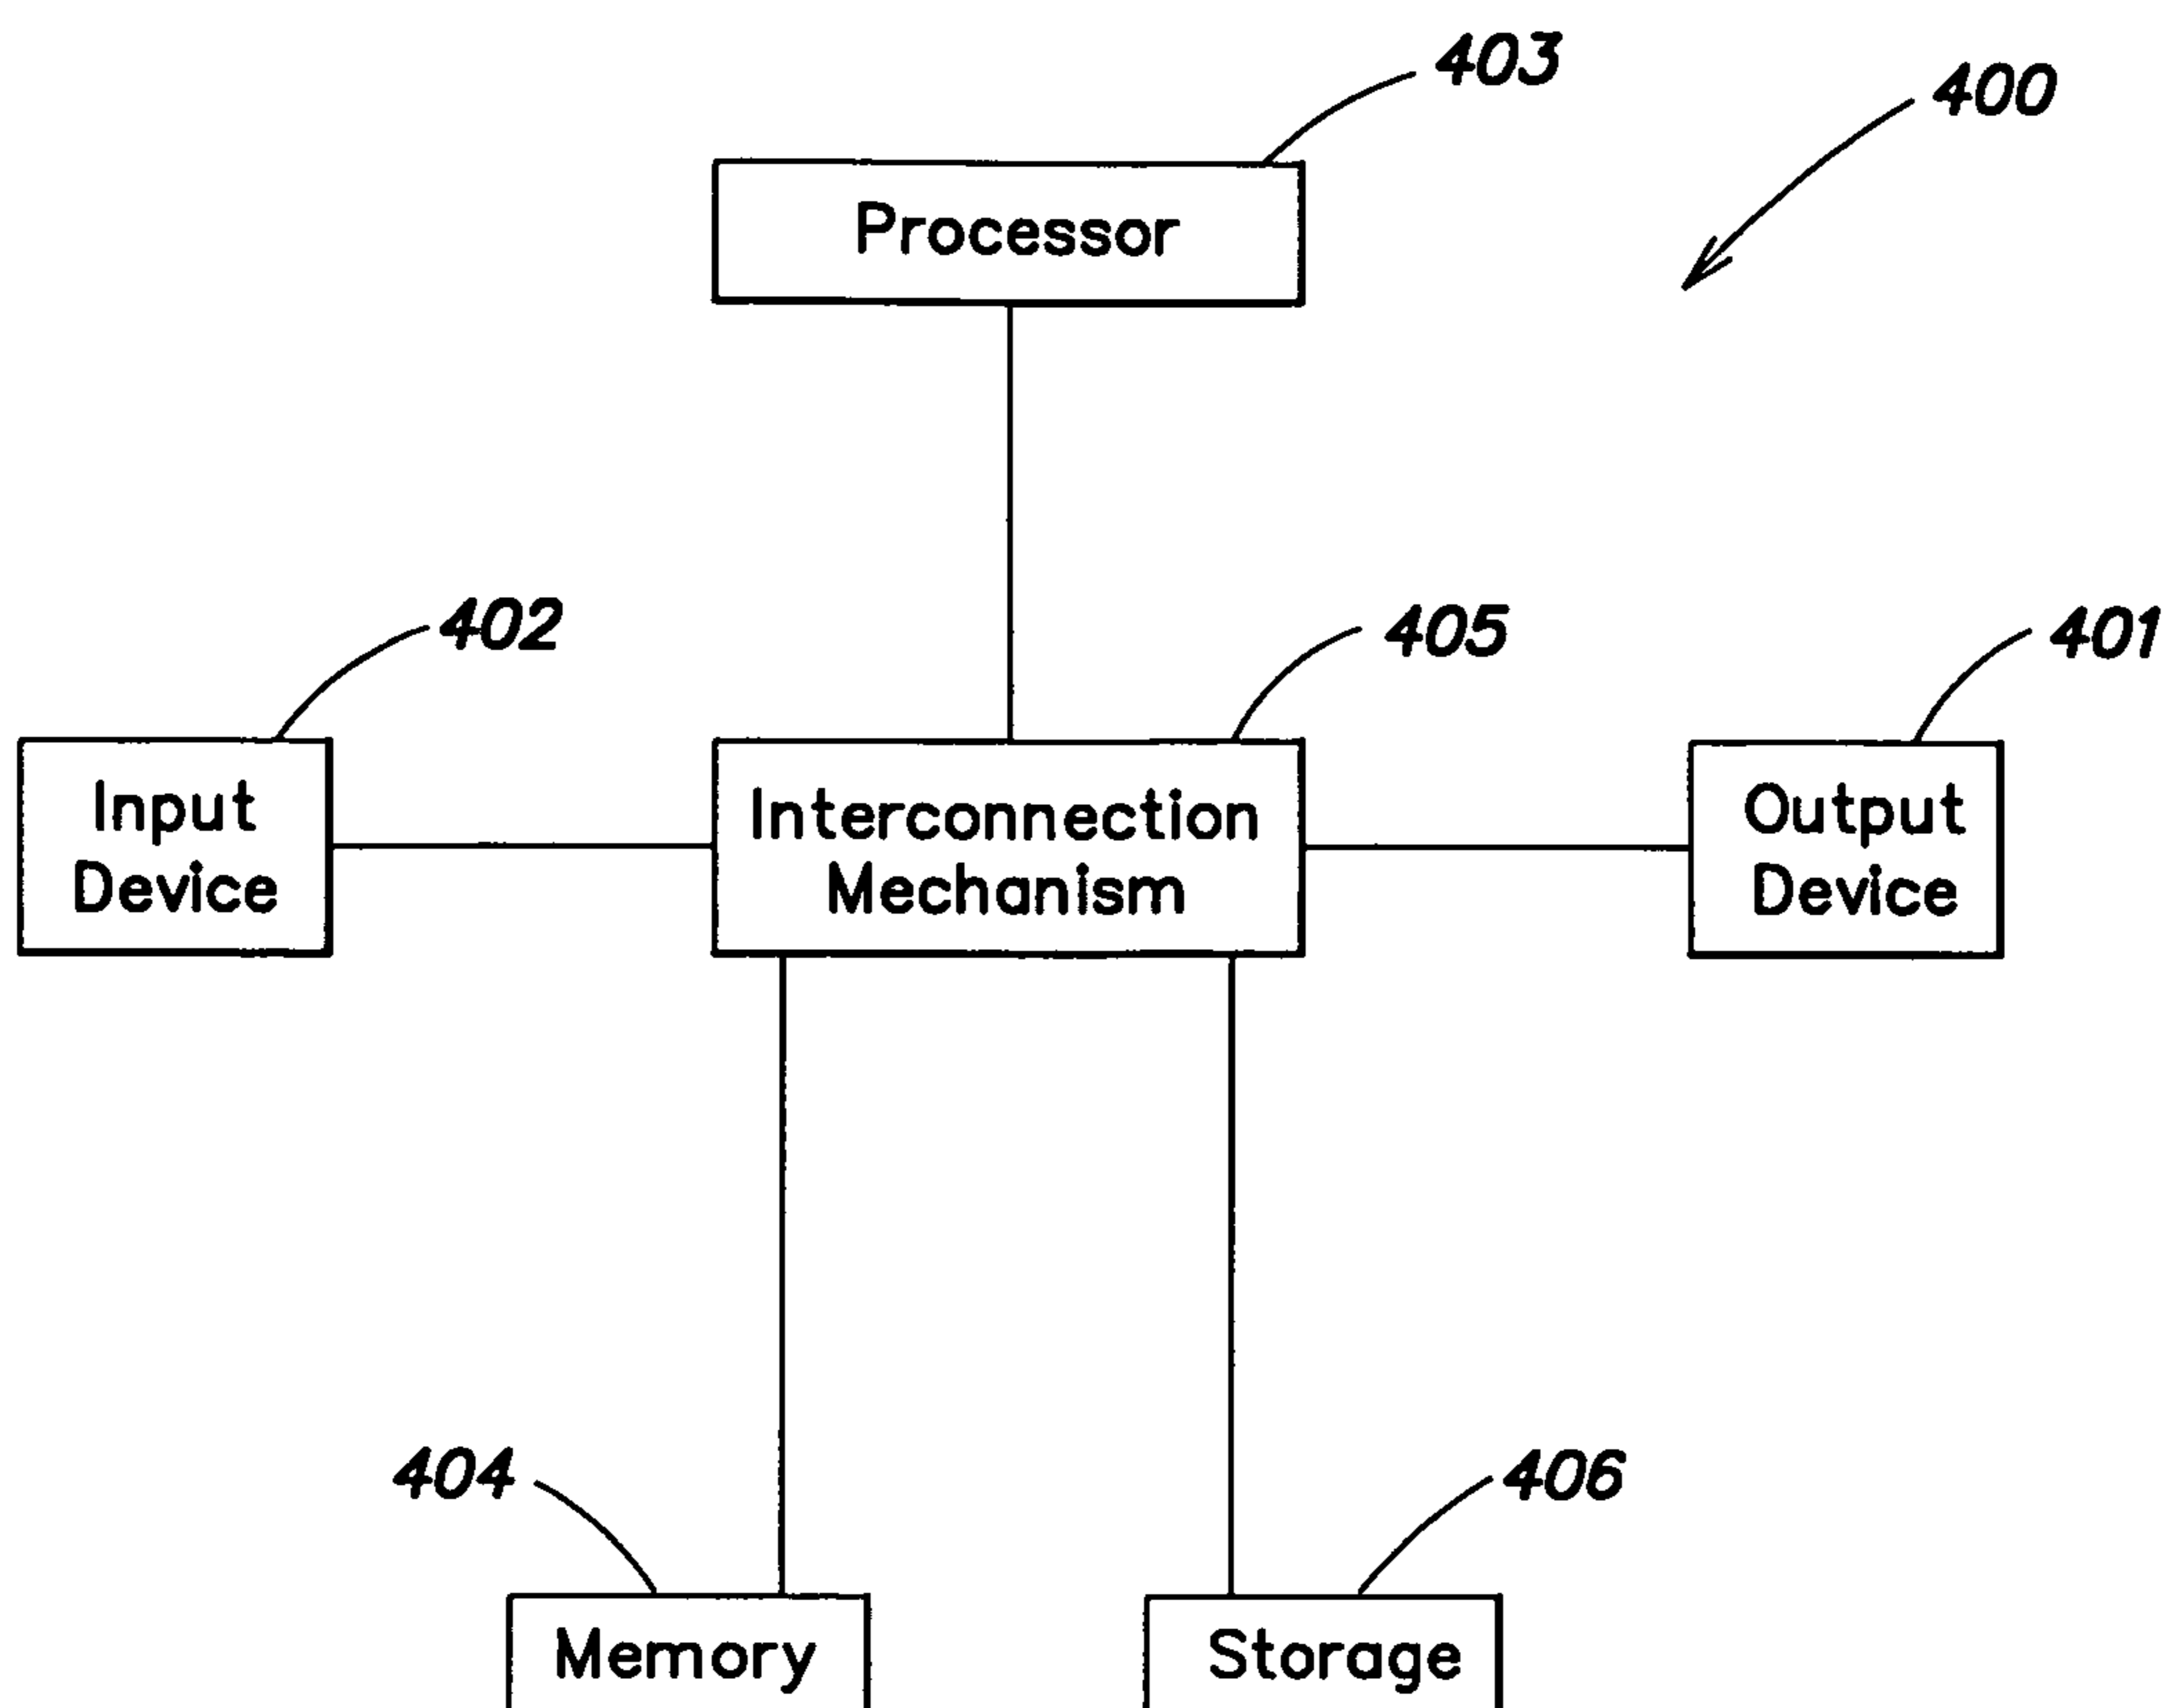 403
400
Processor
402
405
401
Input
Device
Interconnection
Mechanism
Output
Device
404
406
Memory
Storage